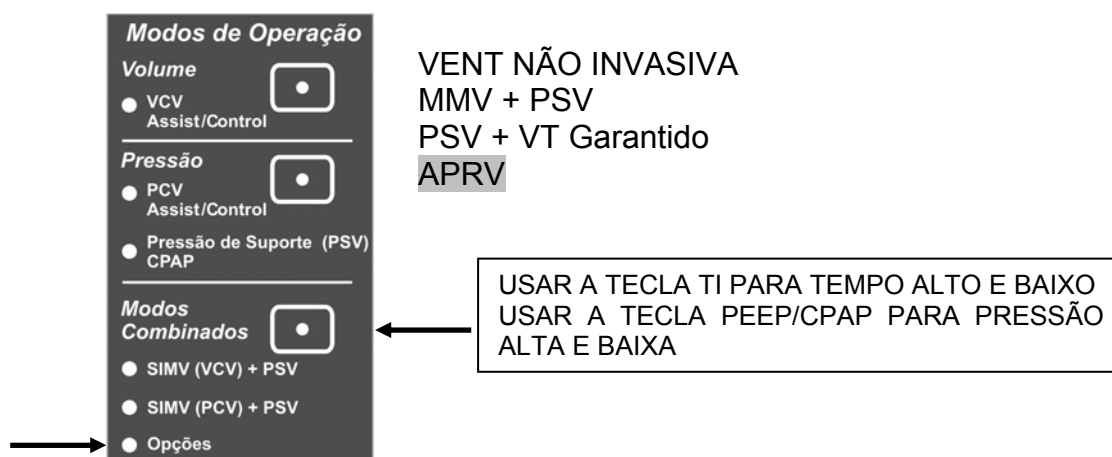 Modos de Operação
Volume
VCV
Assist/Control
Pressão
PCV
Assist/Control
Pressão de Suporte (PSV)
CPAP
Modos
Combinados
SIMV (VCV) + PSV
SIMV (PCV) + PSV
Opções
VENT NÃO INVASIVA
MMV + PSV
PSV + VT Garantido
APRV
USAR A TECLA TI PARA TEMPO ALTO E BAIXO
USAR A TECLA PEEP/CPAP PARA PRESSÃO
ALTA E BAIXA